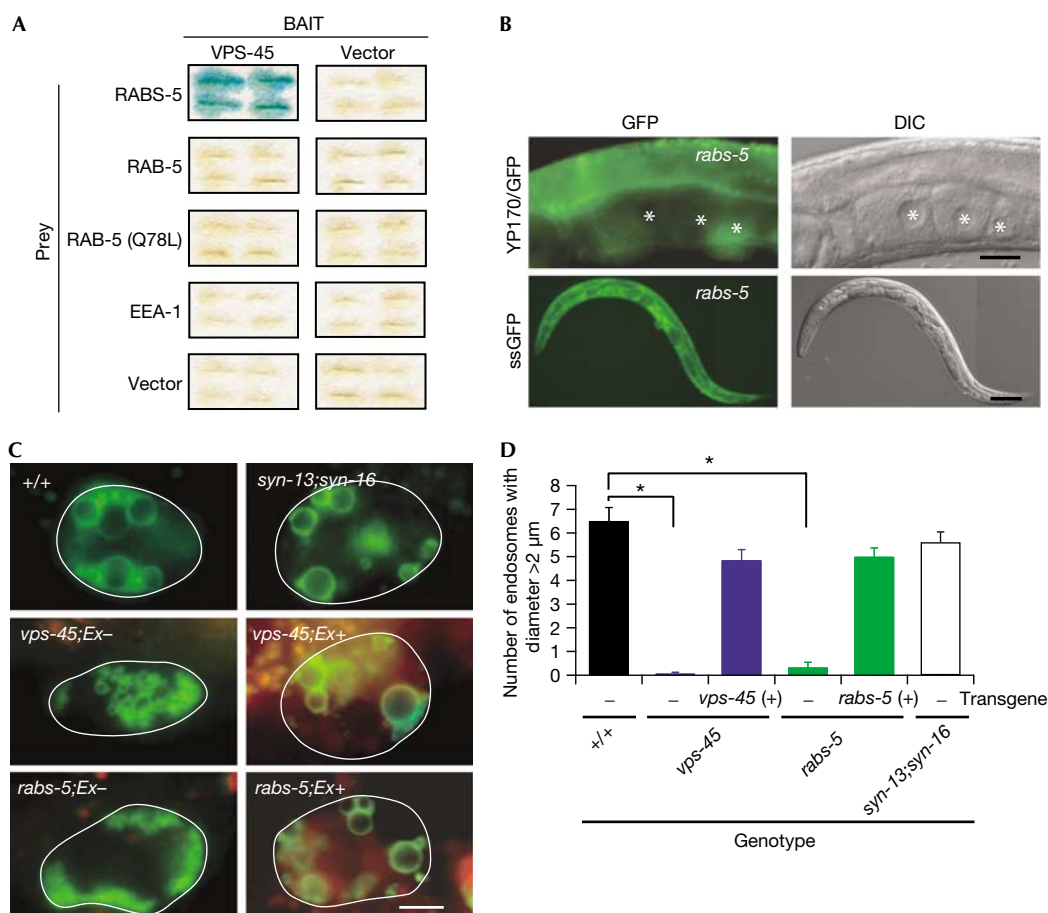 A
BAIT
VPS-45 Vector
Prey
RABS-5
RAB-5
RAB-5 (Q78L)
EEA-1
Vector
B
GFP DIC
YP170/GFP
rabs-5
* * *
* * *
ssGFP
rabs-5
C
+/+
syn-13;syn-16
vps-45;Ex–
vps-45;Ex+
rabs-5;Ex–
rabs-5;Ex+
D
Number of endosomes with
diameter >2 µm
8
7
6
5
4
3
2
1
0
*
*
– – vps-45 (+) – rabs-5 (+) – Transgene
+/+ vps-45 rabs-5 syn-13;syn-16
Genotype